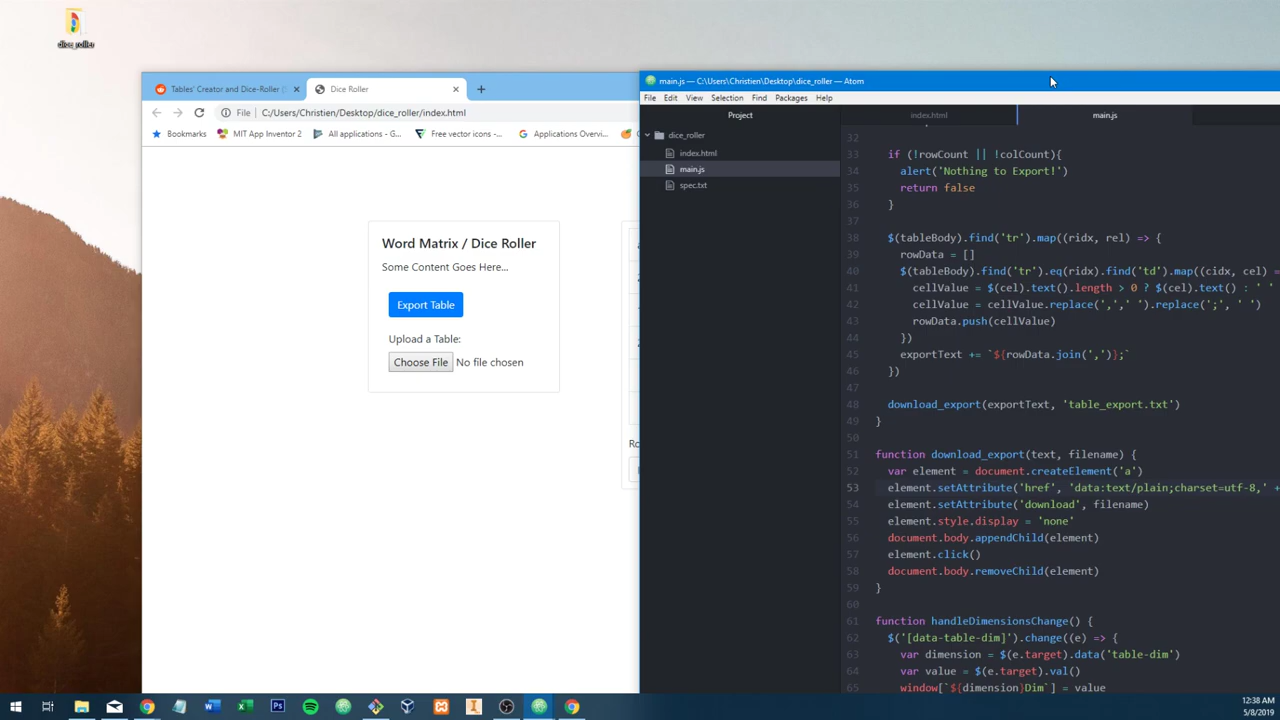 dice_roller
Tables' Creator and Dice-Roller (
Dice Roller
File C:/Users/Christien/Desktop/dice_roller/index.html
Bookmarks
MIT App Inventor 2
All applications - G...
Free vector icons -...
Applications Overvi...
Word Matrix / Dice Roller
Some Content Goes Here...
Export Table
Upload a Table:
Choose File No file chosen
Ro
main.js — C:\Users\Christien\Desktop\dice_roller — Atom
File Edit View Selection Find Packages Help
Project
index.html
main.js
dice_roller
index.html
main.js
spec.txt
32
33 if (!rowCount || !colCount){
34 alert('Nothing to Export!')
35 return false
36 }
37
38 $(tableBody).find('tr').map((ridx, rel) => {
39 rowData = []
40 $(tableBody).find('tr').eq(ridx).find('td').map((cidx, cel) =
41 cellValue = $(cel).text().length > 0 ? $(cel).text() : ' '
42 cellValue = cellValue.replace(',',' ').replace(';', ' ')
43 rowData.push(cellValue)
44 })
45 exportText += `${rowData.join(',')};`
46 })
47
48 download_export(exportText, 'table_export.txt')
49 }
50
51 function download_export(text, filename) {
52 var element = document.createElement('a')
53 element.setAttribute('href', 'data:text/plain;charset=utf-8,' +
54 element.setAttribute('download', filename)
55 element.style.display = 'none'
56 document.body.appendChild(element)
57 element.click()
58 document.body.removeChild(element)
59 }
60
61 function handleDimensionsChange() {
62 $('[data-table-dim]').change((e) => {
63 var dimension = $(e.target).data('table-dim')
64 var value = $(e.target).val()
65 window[`${dimension}Dim`] = value
12:38 AM
5/8/2019